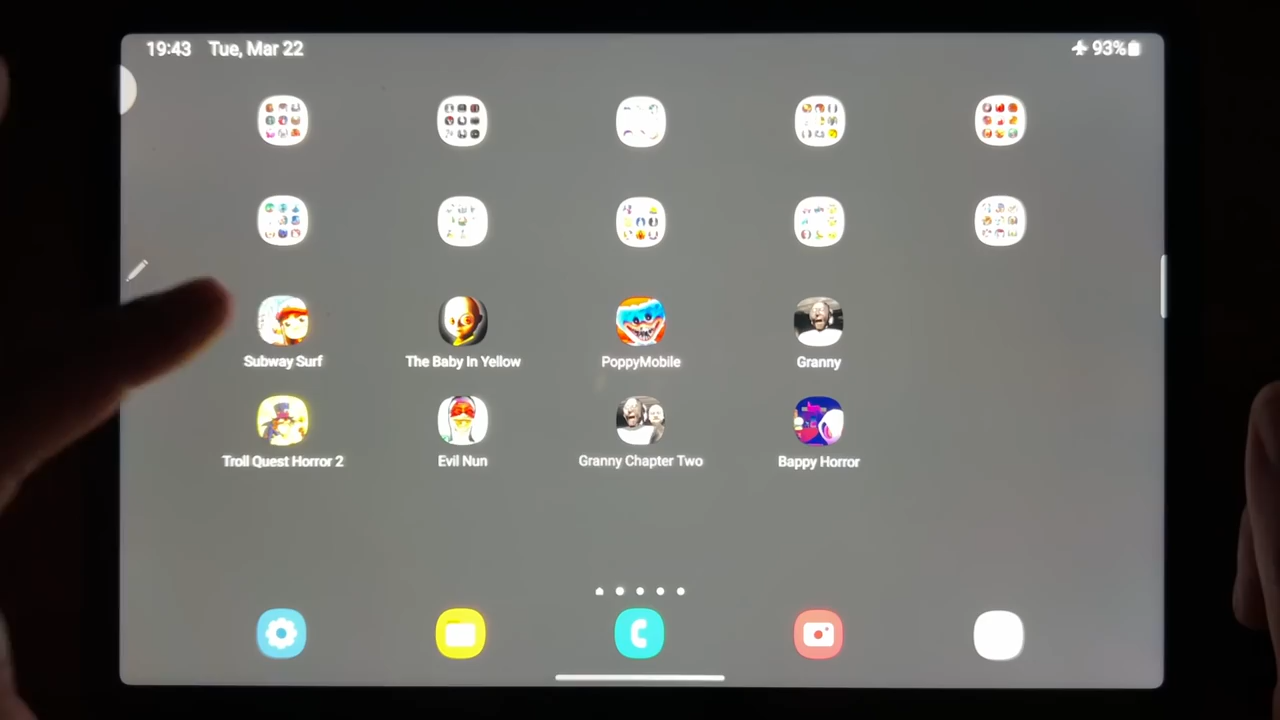 19:43 Tue, Mar 22 93%
Subway Surf The Baby In Yellow PoppyMobile Granny
Troll Quest Horror 2 Evil Nun Granny Chapter Two Bappy Horror